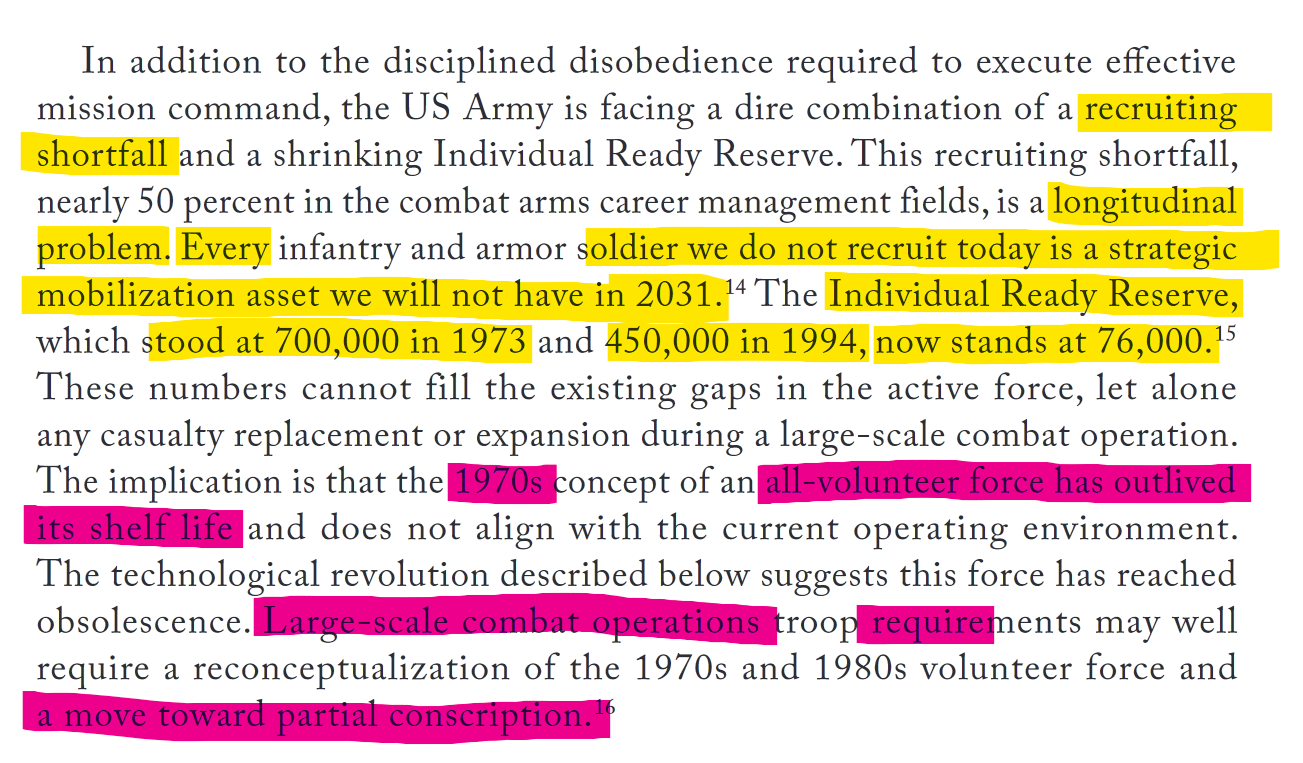 In addition to the disciplined disobedience required to execute effective
mission command, the US Army is facing a dire combination of a recruiting
shortfall and a shrinking Individual Ready Reserve. This recruiting shortfall,
nearly 50 percent in the combat arms career management fields, is a longitudinal
problem. Every infantry and armor soldier we do not recruit today is a strategic
mobilization asset we will not have in 2031.14 The Individual Ready Reserve,
which stood at 700,000 in 1973 and 450,000 in 1994, now stands at 76,000.15
These numbers cannot fill the existing gaps in the active force, let alone
any casualty replacement or expansion during a large-scale combat operation.
The implication is that the 1970s concept of an all-volunteer force has outlived
its shelf life and does not align with the current operating environment.
The technological revolution described below suggests this force has reached
obsolescence. Large-scale combat operations troop requirements may well
require a reconceptualization of the 1970s and 1980s volunteer force and
a move toward partial conscription.16